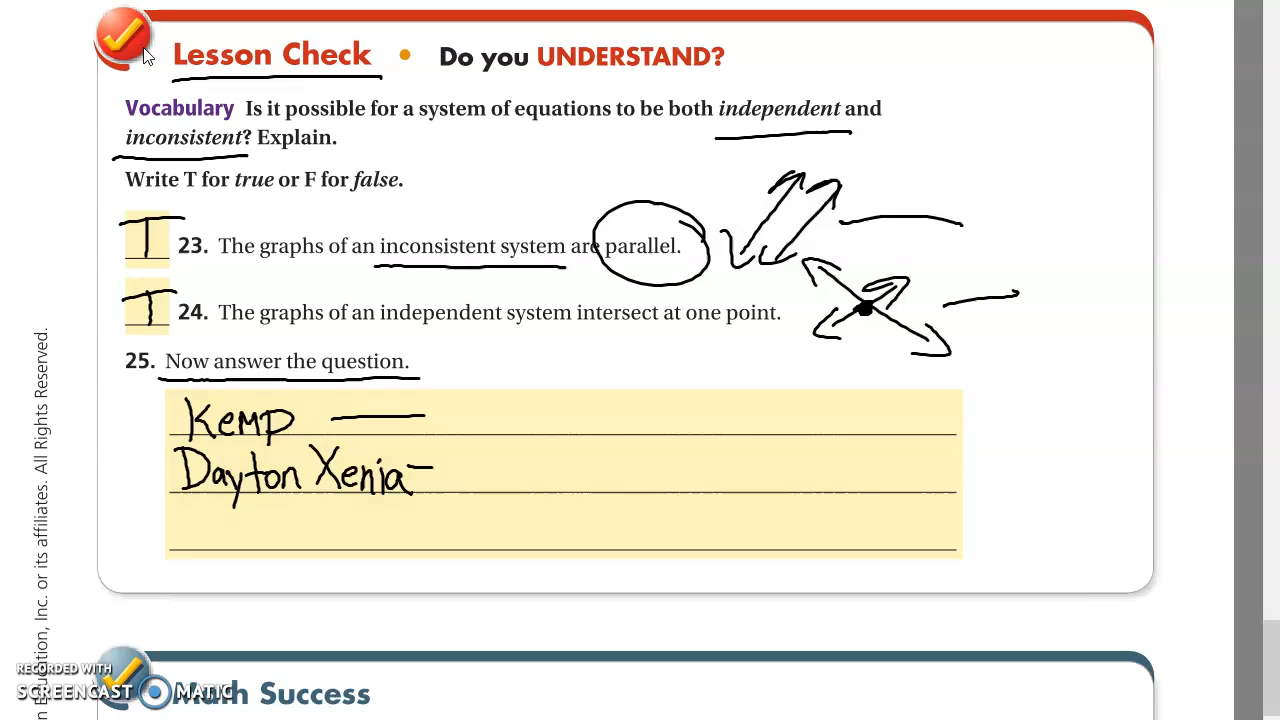 Lesson Check • Do you UNDERSTAND?
Vocabulary Is it possible for a system of equations to be both independent and
inconsistent? Explain.
Write T for true or F for false.
T 23. The graphs of an inconsistent system are parallel.
T 24. The graphs of an independent system intersect at one point.
25. Now answer the question.
Kemp
Dayton Xenia
n Education, Inc. or its affiliates. All Rights Reserved.
RECORDED WITH
SCREENCAST MATIC
Math Success